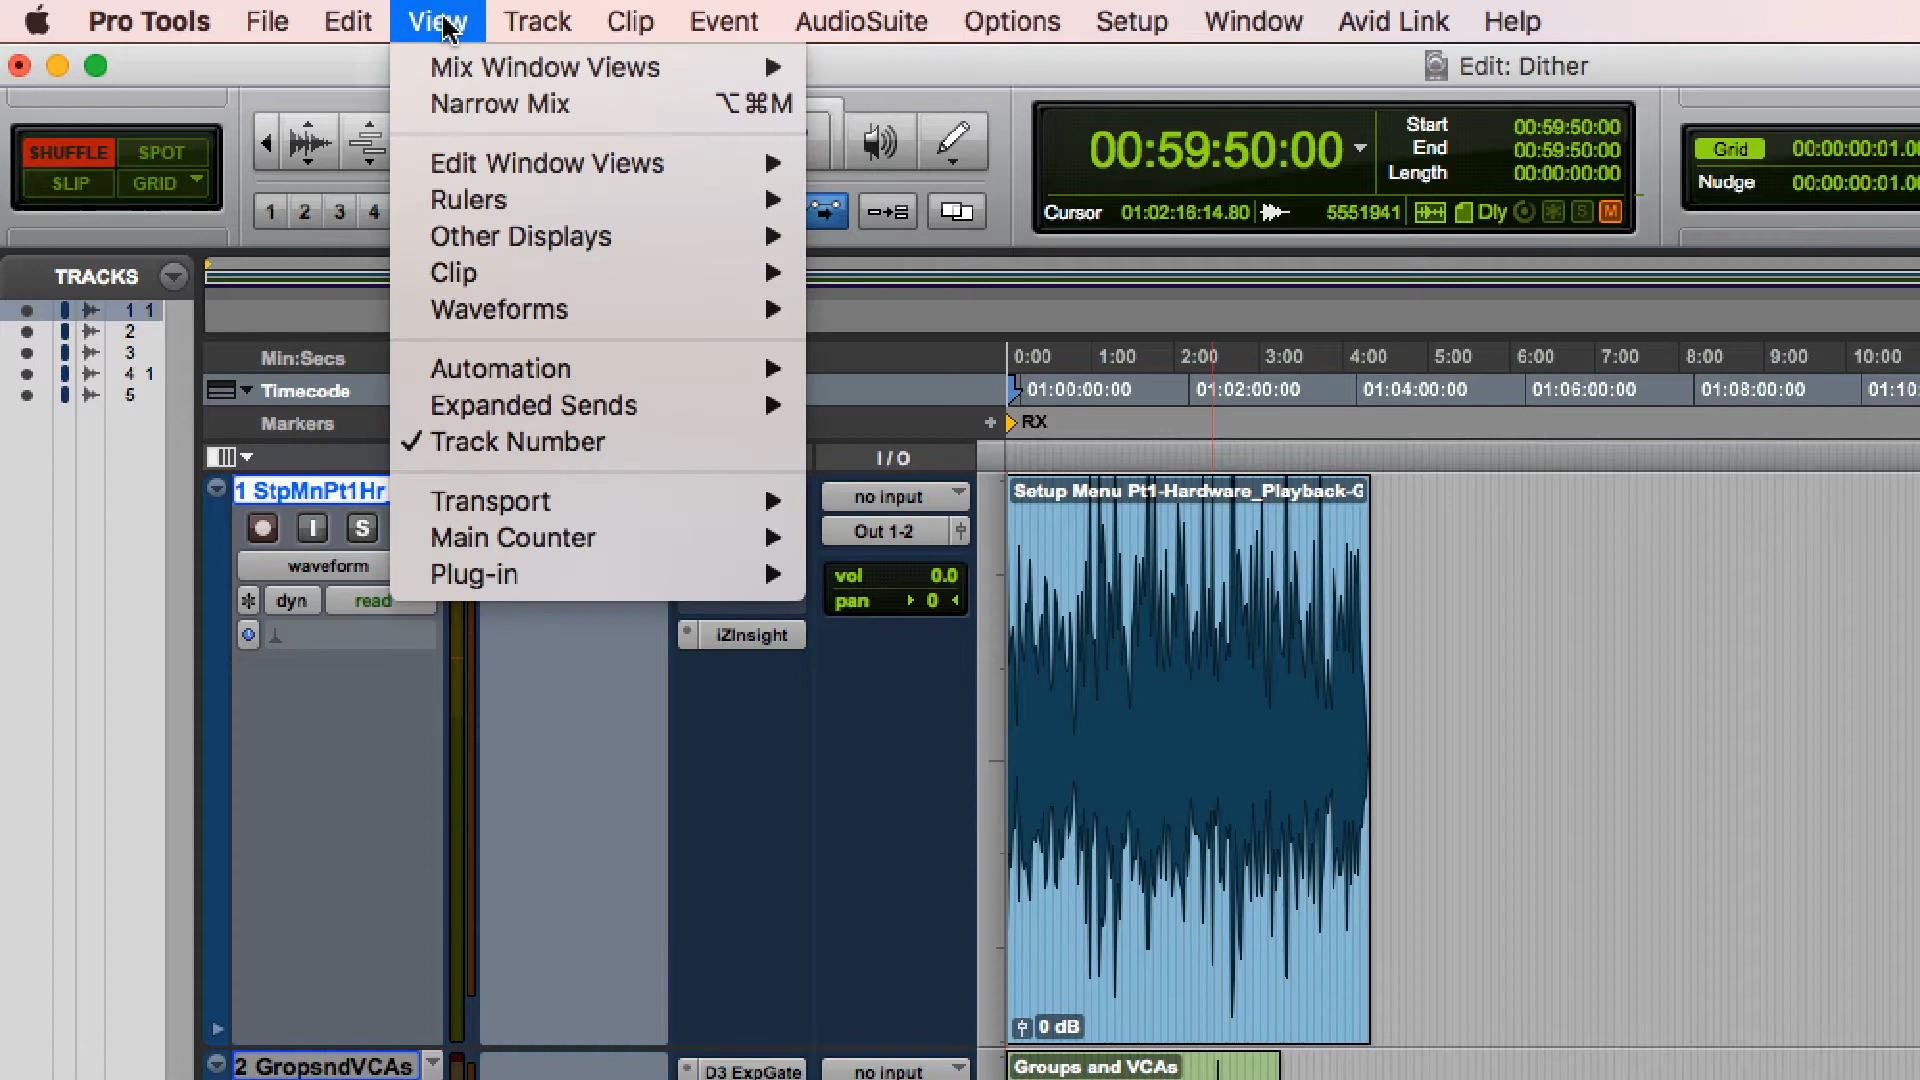 Pro Tools File Edit View Track Clip Event AudioSuite Options Setup Window Avid Link Help
Edit: Dither
Mix Window Views
Narrow Mix ⌥⌘M
Edit Window Views
Rulers
Other Displays
Clip
Waveforms
Automation
Expanded Sends
✓ Track Number
Transport
Main Counter
Plug-in
SHUFFLE SPOT
SLIP GRID
1 2 3 4
00:59:50:00
Start 00:59:50:00
End 00:59:50:00
Length 00:00:00:00
Cursor 01:02:16:14.80 5551941 Dly S M
Grid 00:00:00:01.0
Nudge 00:00:00:01.0
TRACKS
1 1
2
3
4 1
5
Min:Secs 0:00 1:00 2:00 3:00 4:00 5:00 6:00 7:00 8:00 9:00 10:00
Timecode 01:00:00:00 01:02:00:00 01:04:00:00 01:06:00:00 01:08:00:00 01:10
Markers RX
I / O
1 StpMnPt1Hr
I S
waveform
dyn read
no input
Out 1-2
vol 0.0
pan 0
iZInsight
Setup Menu Pt1-Hardware_Playback-G
0 dB
2 GropsndVCAs
D3 ExpGate
no input
Groups and VCAs